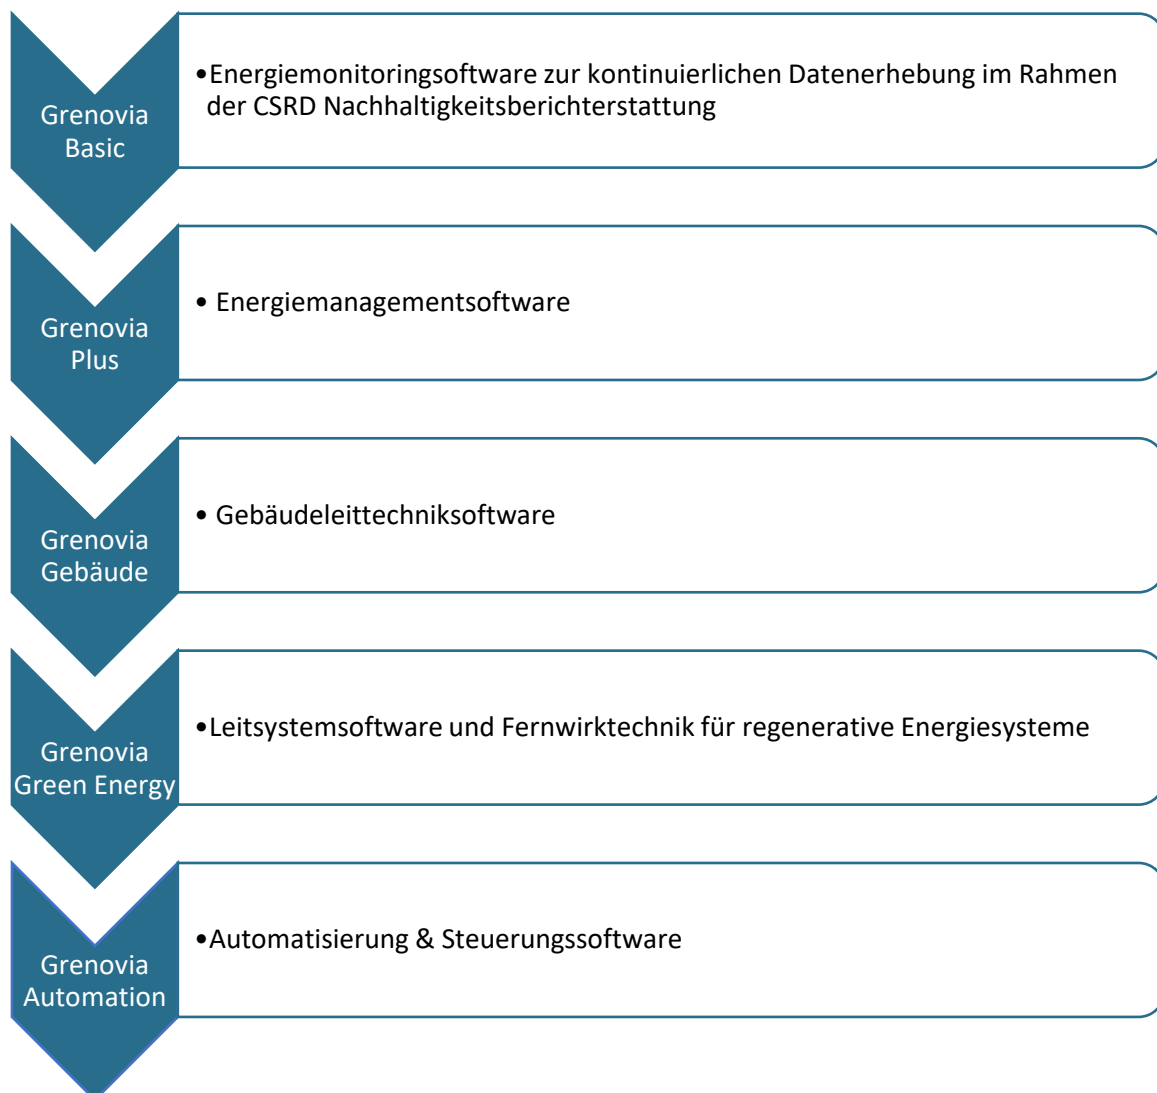 Grenovia
Basic
•Energiemonitoringsoftware zur kontinuierlichen Datenerhebung im Rahmen
der CSRD Nachhaltigkeitsberichterstattung
Grenovia
Plus
• Energiemanagementsoftware
Grenovia
Gebäude
• Gebäudeleittechniksoftware
Grenovia
Green Energy
•Leitsystemsoftware und Fernwirktechnik für regenerative Energiesysteme
Grenovia
Automation
•Automatisierung & Steuerungssoftware